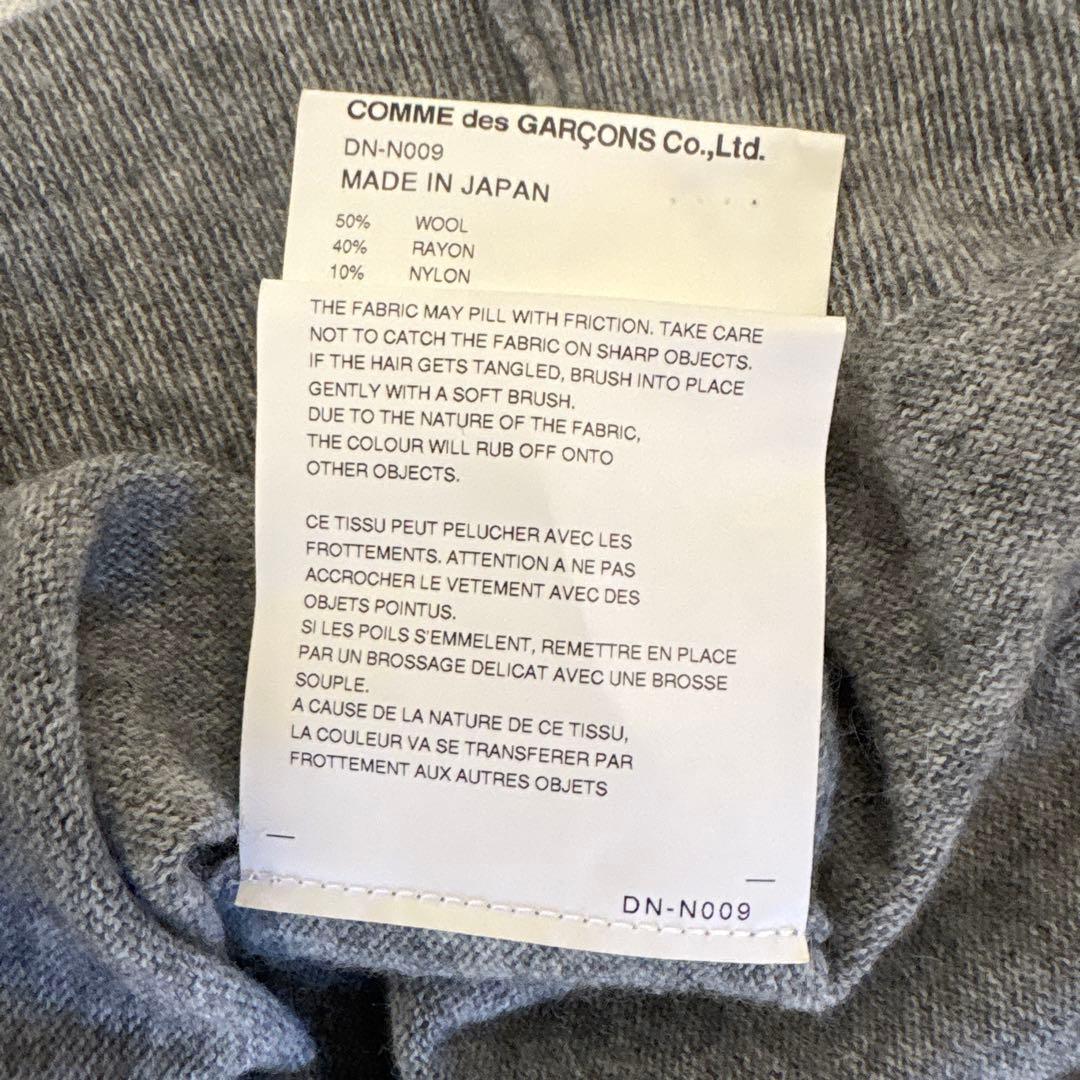 COMME des GARÇONS Co.,Ltd.
DN-N009
MADE IN JAPAN
50% WOOL
40% RAYON
10% NYLON
THE FABRIC MAY PILL WITH FRICTION. TAKE CARE
NOT TO CATCH THE FABRIC ON SHARP OBJECTS.
IF THE HAIR GETS TANGLED, BRUSH INTO PLACE
GENTLY WITH A SOFT BRUSH.
DUE TO THE NATURE OF THE FABRIC,
THE COLOUR WILL RUB OFF ONTO
OTHER OBJECTS.
CE TISSU PEUT PELUCHER AVEC LES
FROTTEMENTS. ATTENTION A NE PAS
ACCROCHER LE VETEMENT AVEC DES
OBJETS POINTUS.
SI LES POILS S'EMMELENT, REMETTRE EN PLACE
PAR UN BROSSAGE DELICAT AVEC UNE BROSSE
SOUPLE.
A CAUSE DE LA NATURE DE CE TISSU,
LA COULEUR VA SE TRANSFERER PAR
FROTTEMENT AUX AUTRES OBJETS
DN-N009